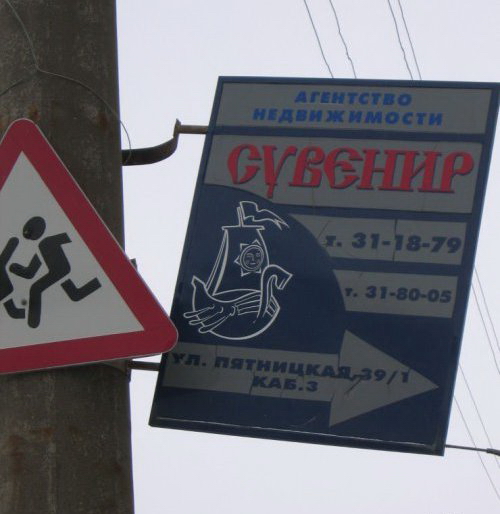 АГЕНТСТВО
НЕДВИЖИМОСТИ
СУВЕНИР
т. 31-18-79
т. 31-80-05
УЛ. ПЯТНИЦКАЯ, 39/1
КАБ.3